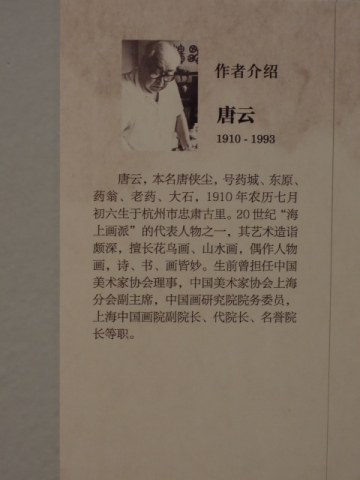 作者介绍
唐云
1910 - 1993
唐云，本名唐侠尘，号药城、东原、
药翁、老药、大石，1910 年农历七月
初六生于杭州市忠肃古里。20 世纪“海
上画派”的代表人物之一，其艺术造诣
颇深，擅长花鸟画、山水画，偶作人物
画，诗、书、画皆妙。生前曾担任中国
美术家协会理事，中国美术家协会上海
分会副主席，中国画研究院院务委员，
上海中国画院副院长、代院长、名誉院
长等职。